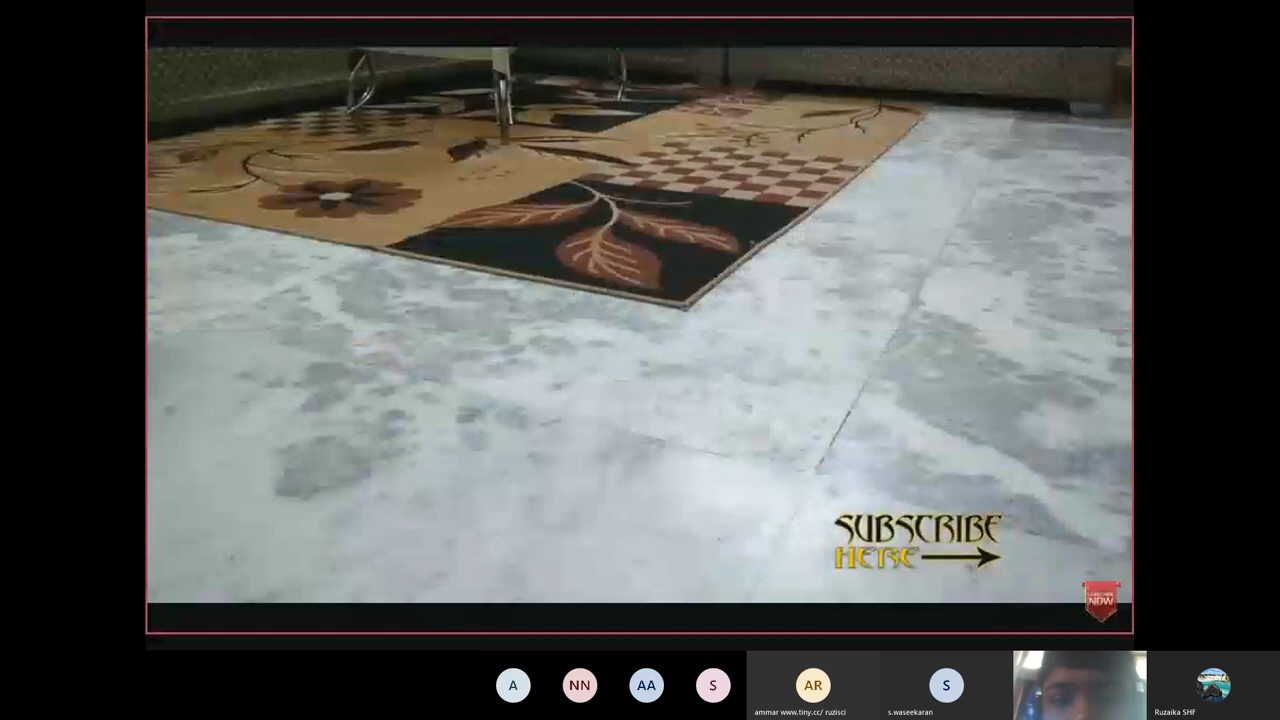 SUBSCRIBE
HERE
NOW
A
NN
AA
S
AR
S
ammar www.tiny.cc/ ruzisci
s.waseekaran
Ruzaika SHF